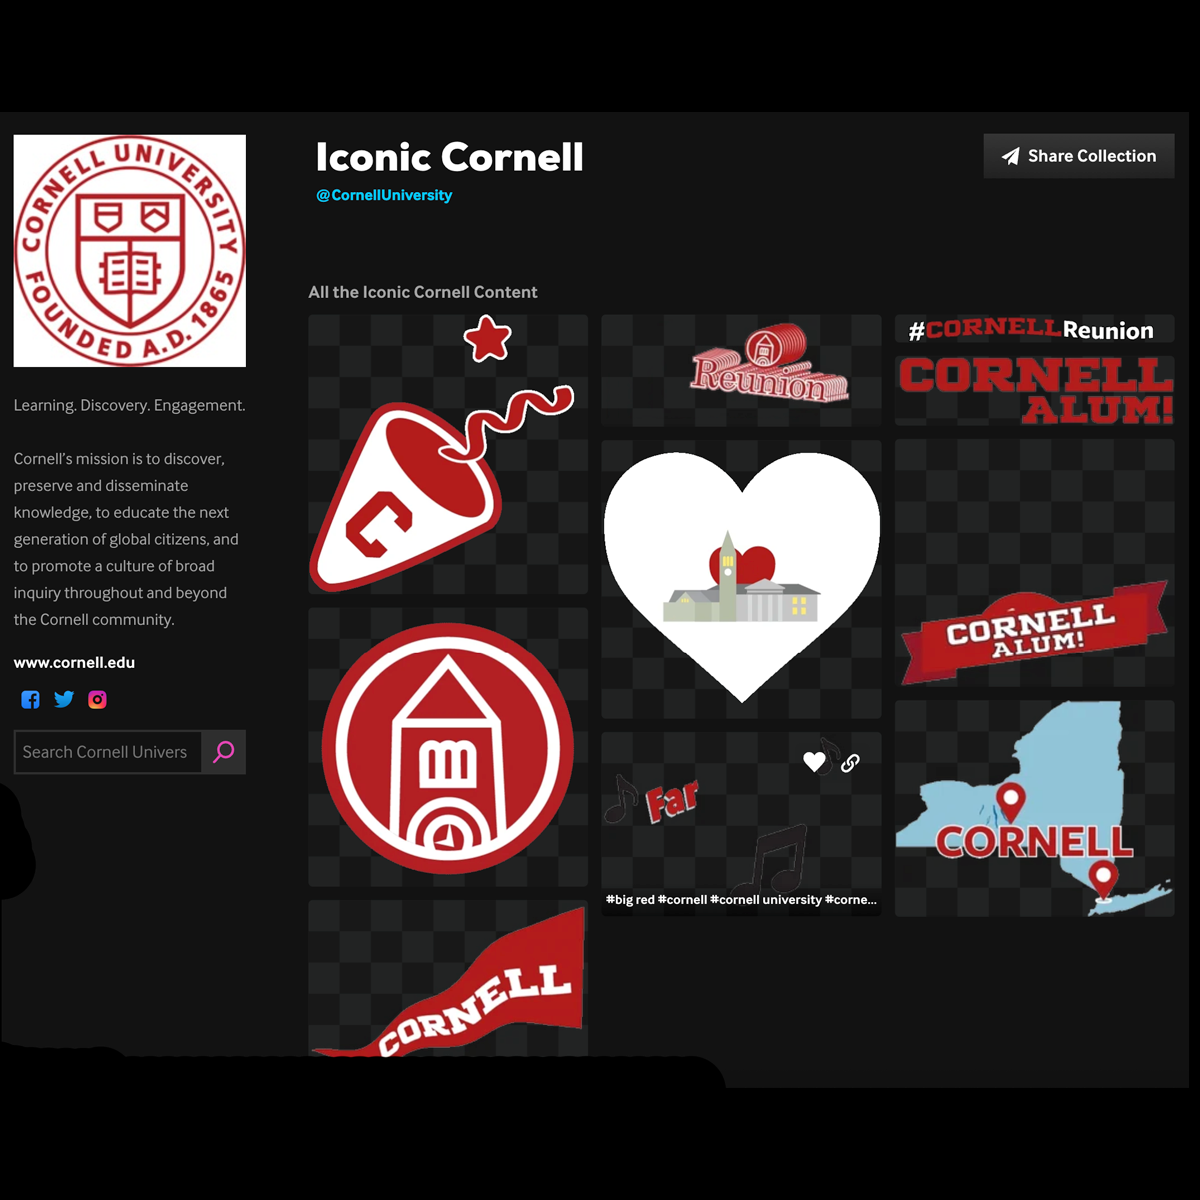 CORNELL UNIVERSITY
FOUNDED A.D. 1865
Learning. Discovery. Engagement.
Cornell’s mission is to discover,
preserve and disseminate
knowledge, to educate the next
generation of global citizens, and
to promote a culture of broad
inquiry throughout and beyond
the Cornell community.
www.cornell.edu
Search Cornell Univers
Iconic Cornell
@CornellUniversity
Share Collection
All the Iconic Cornell Content
C
CORNELL
Reunion
Far
#big red #cornell #cornell university #corne...
#CORNELLReunion
CORNELL
ALUM!
CORNELL
ALUM!
CORNELL